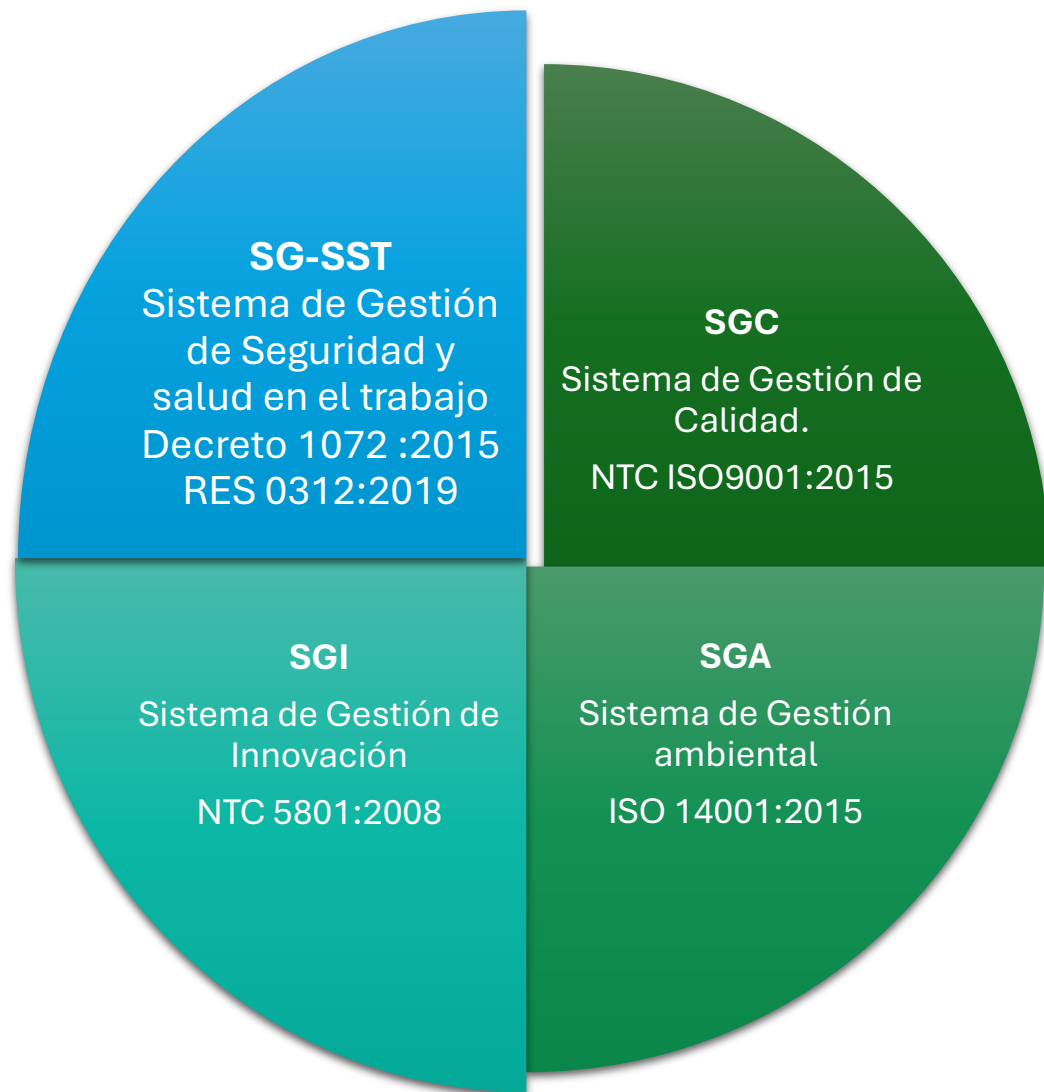 SG-SST
Sistema de Gestión
de Seguridad y
salud en el trabajo
Decreto 1072 :2015
RES 0312:2019
SGC
Sistema de Gestión de
Calidad.
NTC ISO9001:2015
SGI
Sistema de Gestión de
Innovación
NTC 5801:2008
SGA
Sistema de Gestión
ambiental
ISO 14001:2015